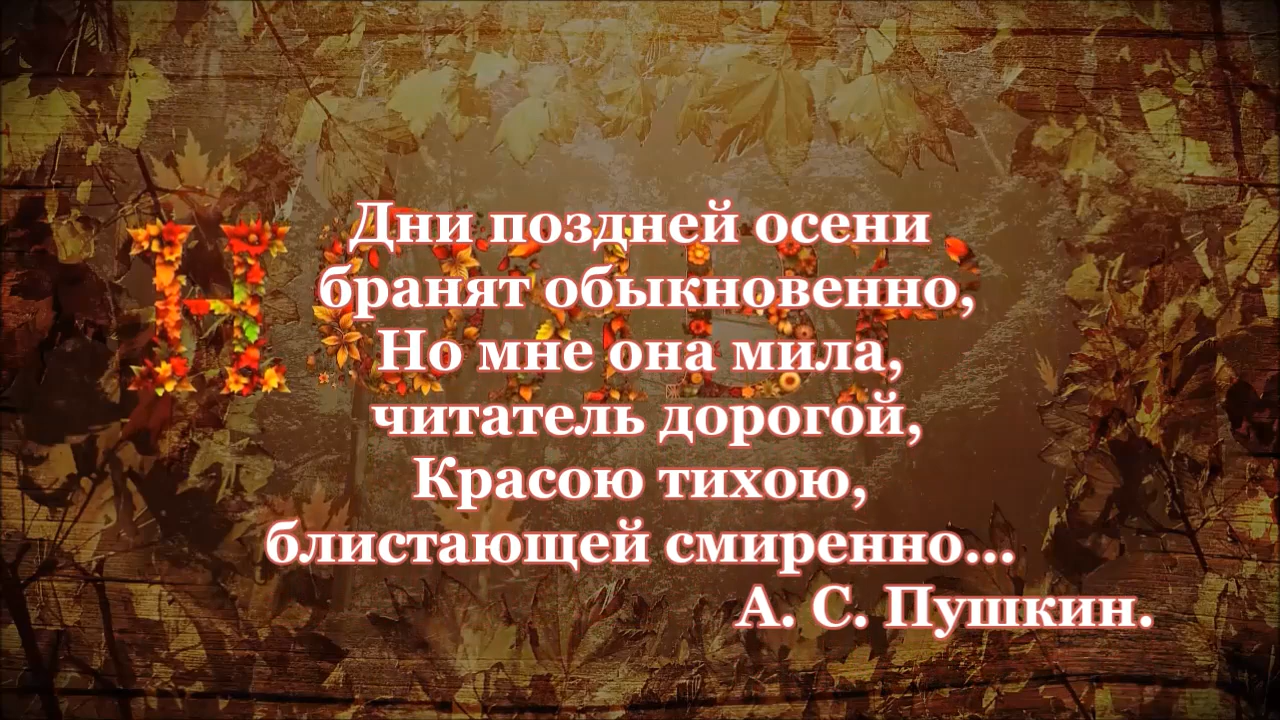 Дни поздней осени
бранят обыкновенно,
Но мне она мила,
читатель дорогой,
Красою тихою,
блистающей смиренно...
А. С. Пушкин.